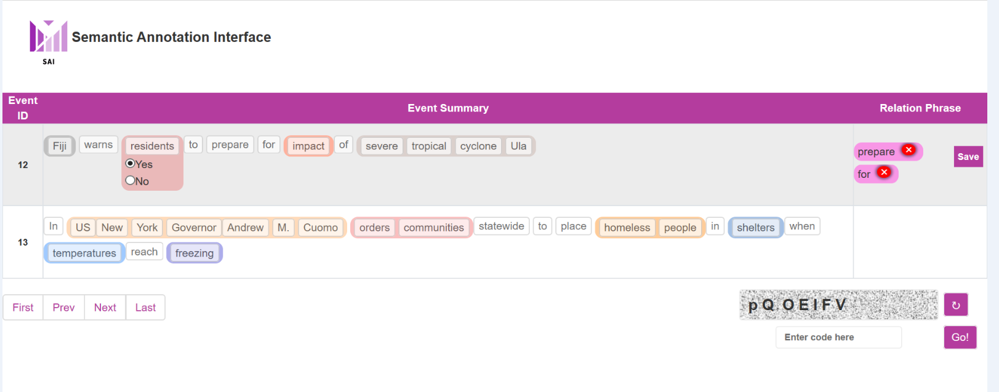 Semantic Annotation Interface
SAI
Event ID Event Summary Relation Phrase
12 Fiji warns residents to prepare for impact of severe tropical cyclone Ula
Yes
No
prepare
for
Save
13 In US New York Governor Andrew M. Cuomo orders communities statewide to place homeless people in shelters when
temperatures reach freezing
First Prev Next Last
pQ OEIFV
Enter code here
Go!